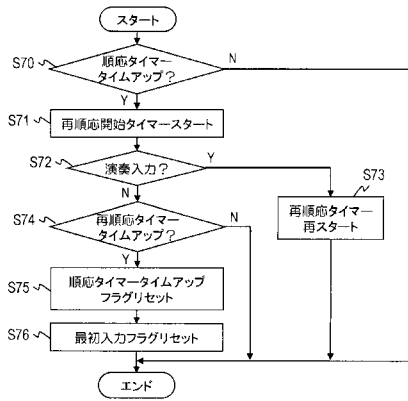 スタート
S70
順応タイマー
タイムアップ？
N
Y
S71
再順応開始タイマースタート
S72
演奏入力？
Y
S73
N
再順応タイマー
再スタート
S74
再順応タイマー
タイムアップ？
N
Y
S75
順応タイマータイムアップ
フラグリセット
S76
最初入力フラグリセット
エンド